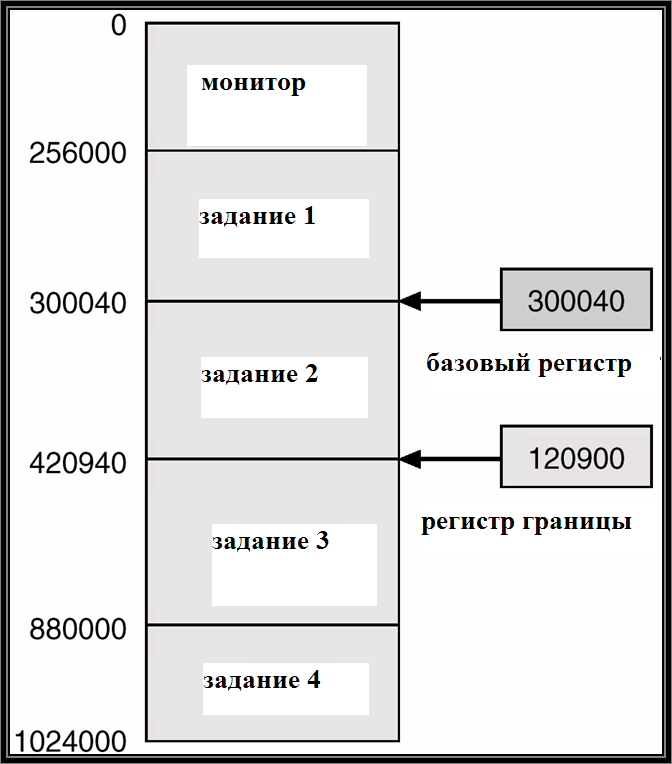 0
монитор
256000
задание 1
300040
300040
базовый регистр
задание 2
420940
120900
регистр границы
задание 3
880000
задание 4
1024000